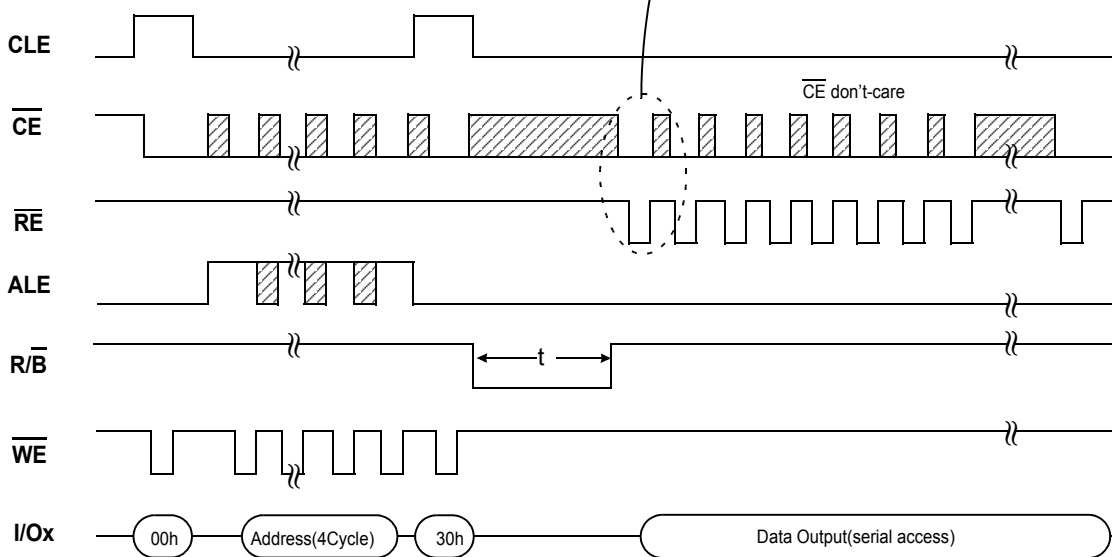 CLE
CE
CE don't-care
RE
ALE
R/B
t
WE
I/Ox
00h
Address(4Cycle)
30h
Data Output(serial access)